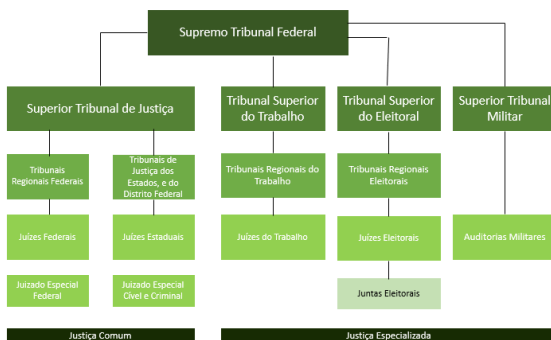 Supremo Tribunal Federal
Superior Tribunal de Justiça
Tribunal Superior
do Trabalho
Tribunal Superior
do Eleitoral
Superior Tribunal
Militar
Tribunais
Regionais Federais
Tribunais de
Justiça dos
Estados, e do
Distrito Federal
Tribunais Regionais do
Trabalho
Tribunais Regionais
Eleitorais
Juízes Federais
Juízes Estaduais
Juízes do Trabalho
Juízes Eleitorais
Auditorias Militares
Juizado Especial
Federal
Juizado Especial
Cível e Criminal
Juntas Eleitorais
Justiça Comum
Justiça Especializada